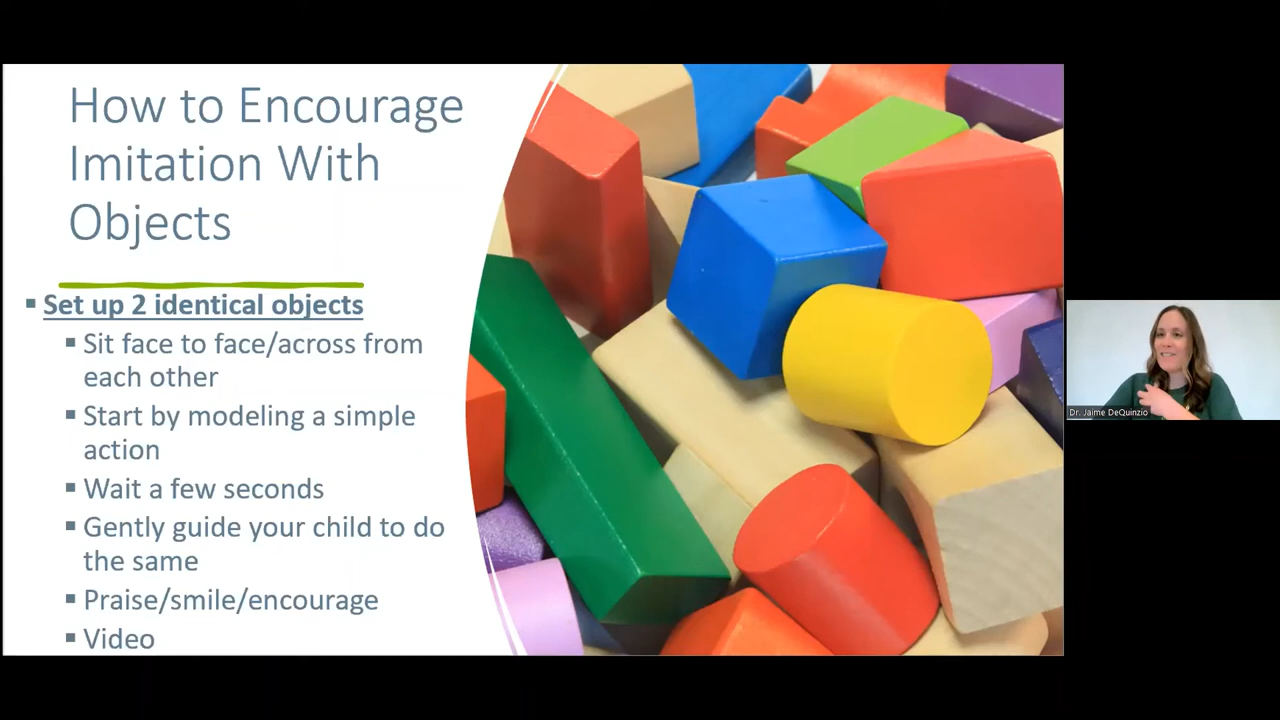 How to Encourage
Imitation With
Objects
▪ Set up 2 identical objects
▪ Sit face to face/across from
each other
▪ Start by modeling a simple
action
▪ Wait a few seconds
▪ Gently guide your child to do
the same
▪ Praise/smile/encourage
▪ Video
Dr. Jaime DeQuinzio